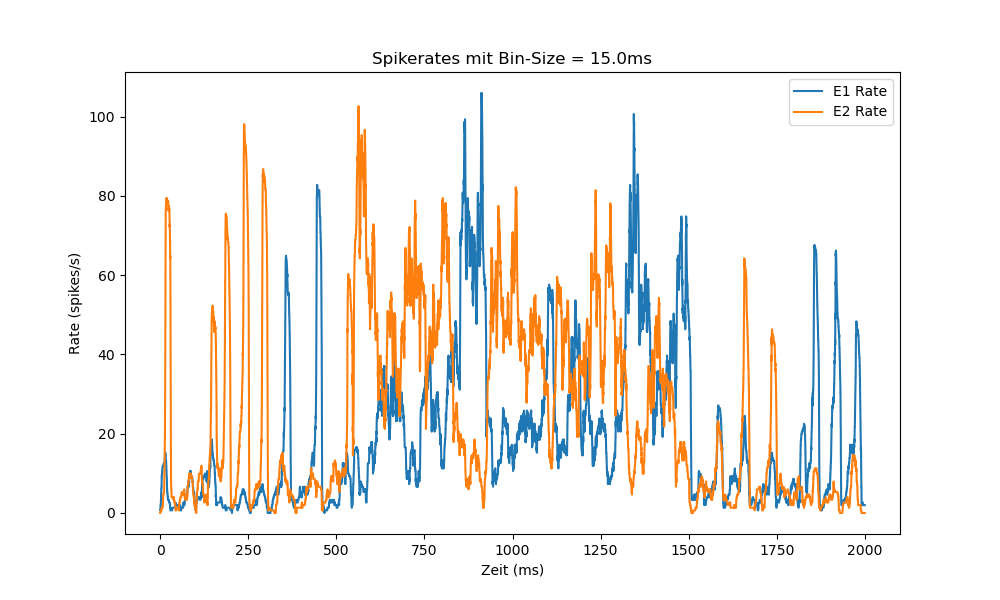 Spikerates mit Bin-Size = 15.0ms
E1 Rate
E2 Rate
Rate (spikes/s)
100
80
60
40
20
0
0 250 500 750 1000 1250 1500 1750 2000
Zeit (ms)